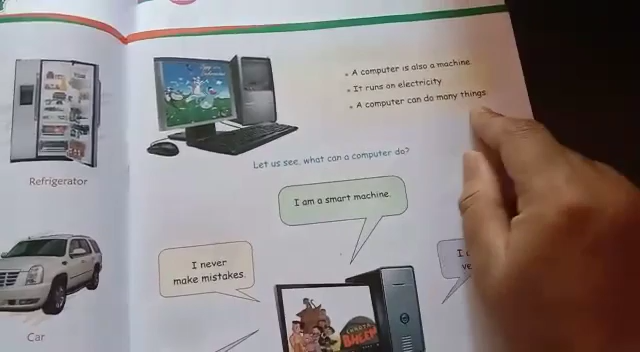 A computer is also a machine.
It runs on electricity
A computer can do many things
Refrigerator
Let us see, what can a computer do?
I am a smart machine.
I never
make mistakes.
Car